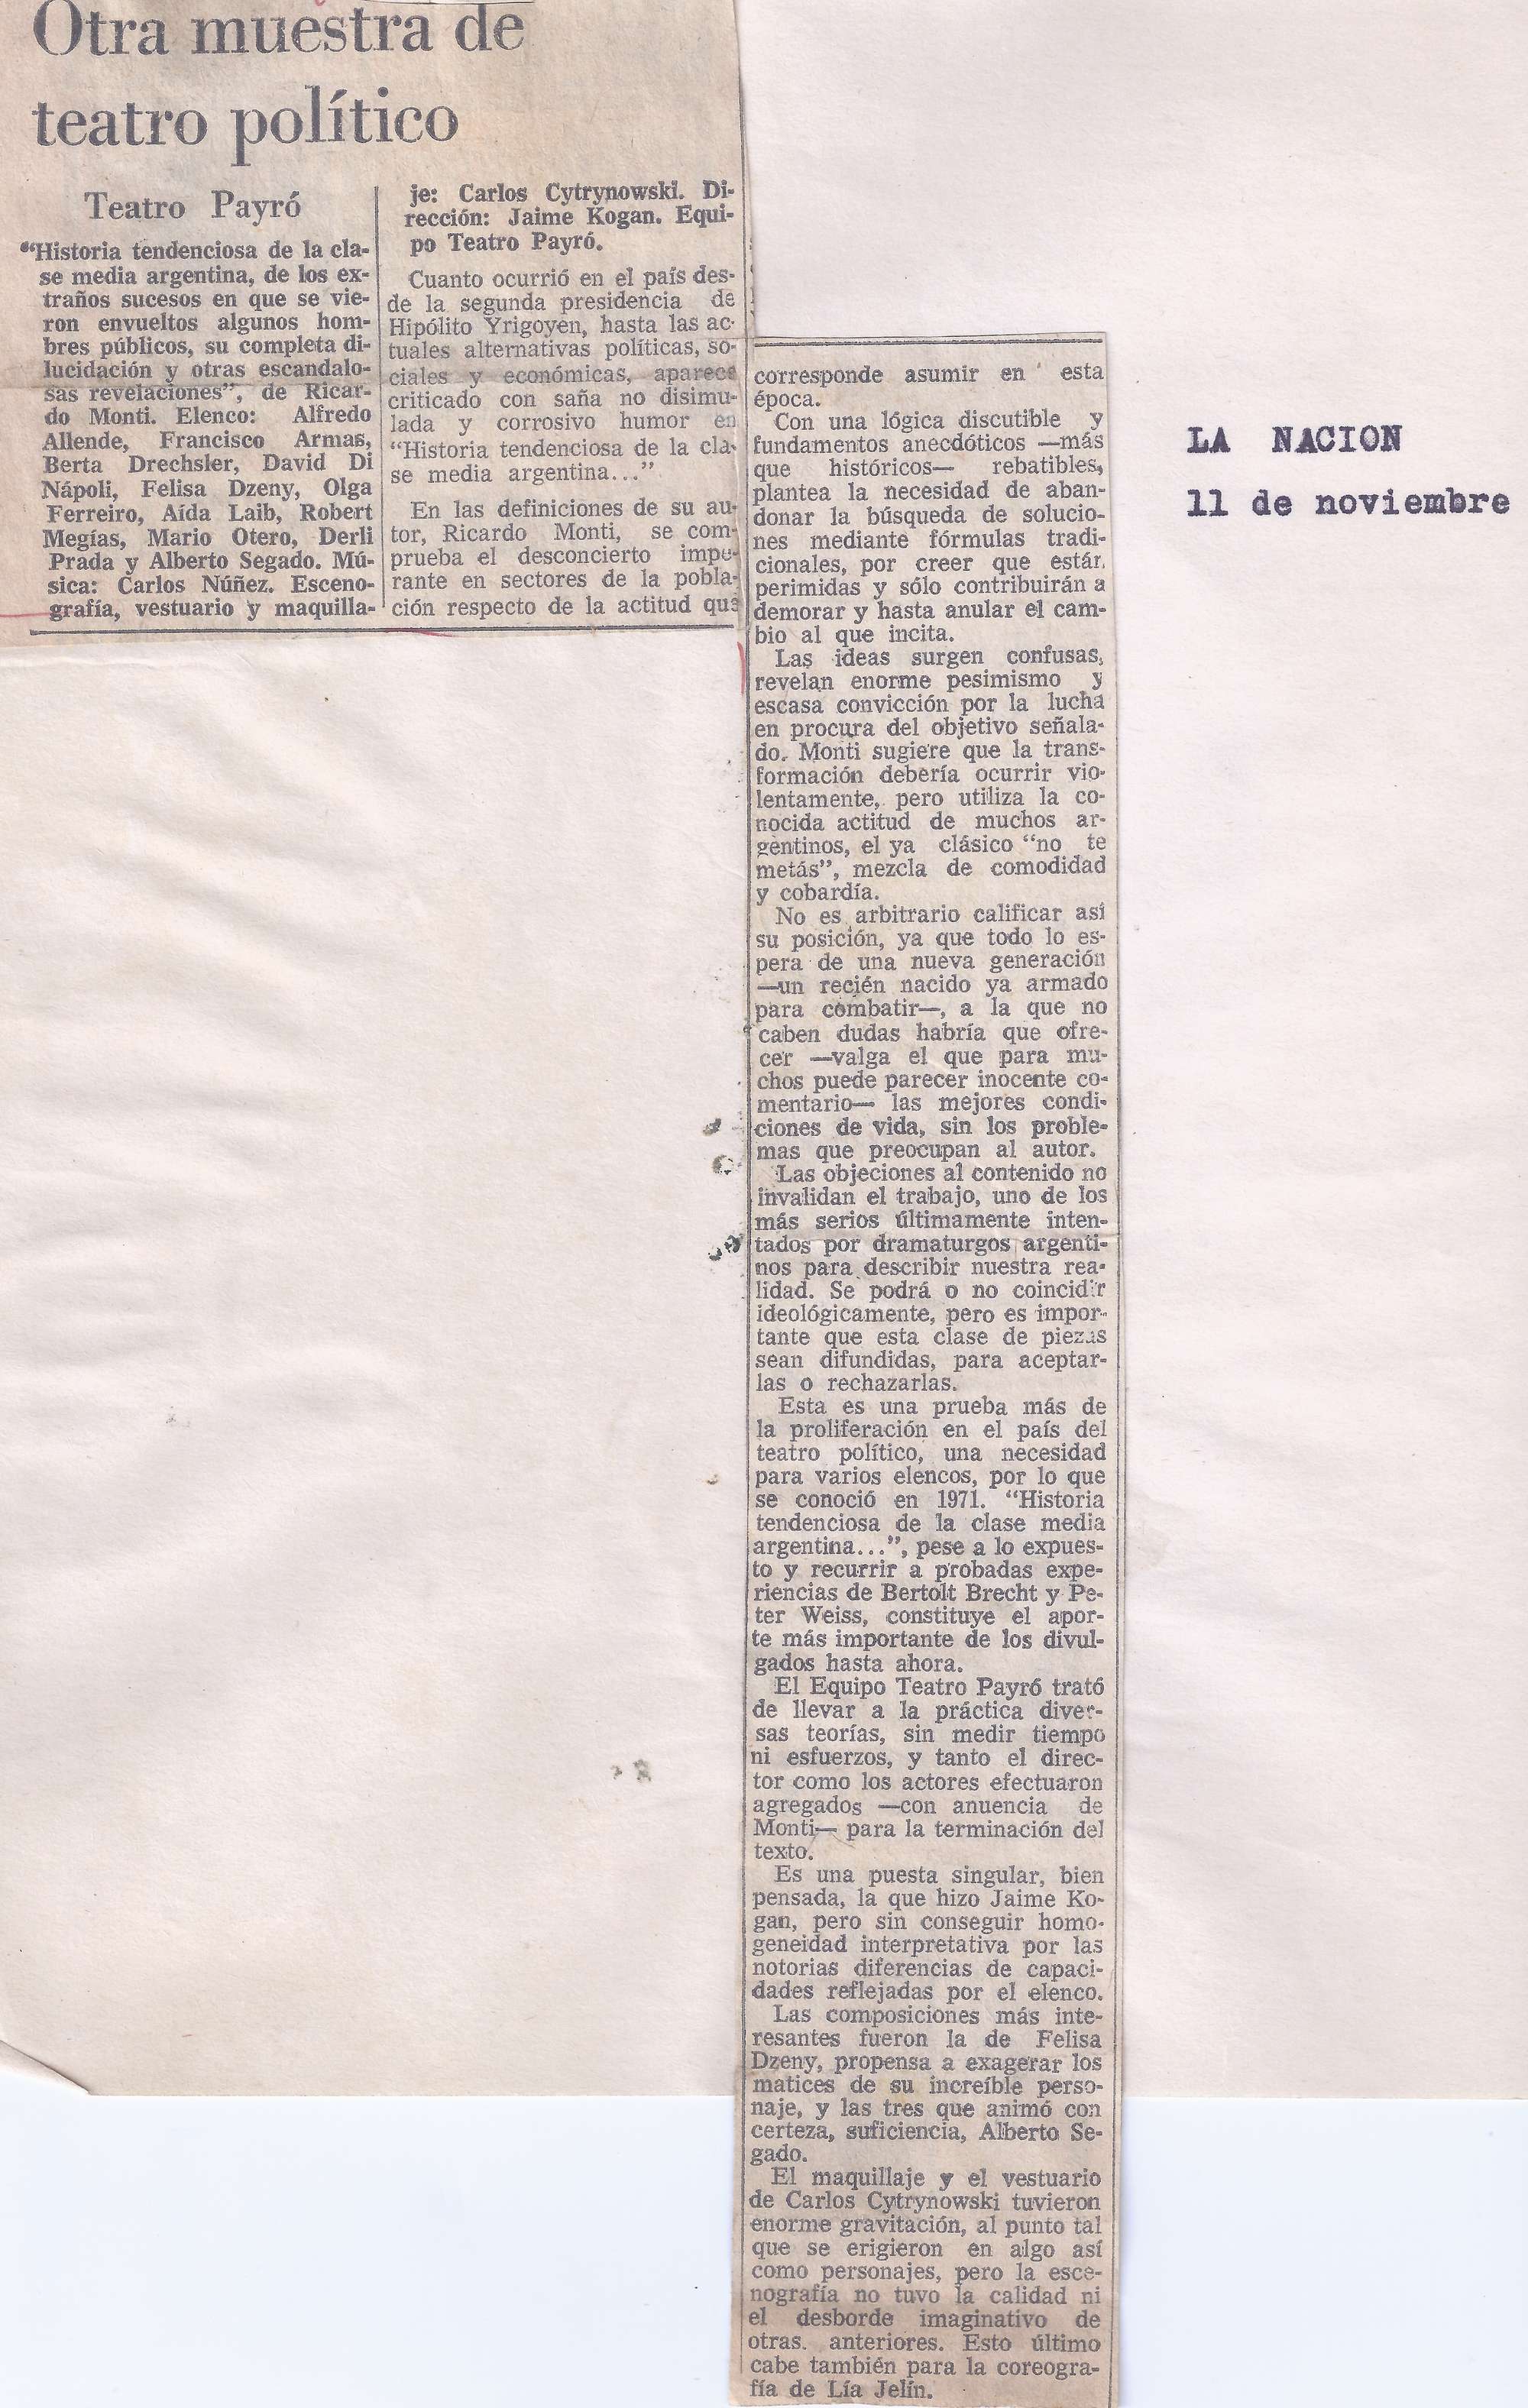 Otra muestra de
teatro político
Teatro Payró
“Historia tendenciosa de la cla-
se media argentina, de los ex-
traños sucesos en que se vie-
ron envueltos algunos hom-
bres públicos, su completa di-
lucidación y otras escandalo-
sas revelaciones”, de Ricar-
do Monti. Elenco: Alfredo
Allende, Francisco Armas,
Berta Drechsler, David Di
Nápoli, Felisa Dzeny, Olga
Ferreiro, Aída Laib, Robert
Megías, Mario Otero, Derli
Prada y Alberto Segado. Mú-
sica: Carlos Núñez. Esceno-
grafía, vestuario y maquilla-
je: Carlos Cytrynowski. Di-
rección: Jaime Kogan. Equi-
po Teatro Payró.
Cuanto ocurrió en el país des-
de la segunda presidencia de
Hipólito Yrigoyen, hasta las ac-
tuales alternativas políticas, so-
ciales y económicas, aparece
criticado con saña no disimu-
lada y corrosivo humor en
“Historia tendenciosa de la cla-
se media argentina...”
En las definiciones de su au-
tor, Ricardo Monti, se com-
prueba el desconcierto impe-
rante en sectores de la pobla-
ción respecto de la actitud que
corresponde asumir en esta
época.
Con una lógica discutible y
fundamentos anecdóticos —más
que históricos— rebatibles,
plantea la necesidad de aban-
donar la búsqueda de solucio-
nes mediante fórmulas tradi-
cionales, por creer que están
perimidas y sólo contribuirán a
demorar y hasta anular el cam-
bio al que incita.
Las ideas surgen confusas,
revelan enorme pesimismo y
escasa convicción por la lucha
en procura del objetivo señala-
do. Monti sugiere que la trans-
formación debería ocurrir vio-
lentamente, pero utiliza la co-
nocida actitud de muchos ar-
gentinos, el ya clásico “no te
metás”, mezcla de comodidad
y cobardía.
No es arbitrario calificar así
su posición, ya que todo lo es-
pera de una nueva generación
—un recién nacido ya armado
para combatir—, a la que no
caben dudas habría que ofre-
cer —valga el que para mu-
chos puede parecer inocente co-
mentario— las mejores condi-
ciones de vida, sin los proble-
mas que preocupan al autor.
Las objeciones al contenido no
invalidan el trabajo, uno de los
más serios últimamente inten-
tados por dramaturgos argenti-
nos para describir nuestra rea-
lidad. Se podrá o no coincidir
ideológicamente, pero es impor-
tante que esta clase de piezas
sean difundidas, para aceptar-
las o rechazarlas.
Esta es una prueba más de
la proliferación en el país del
teatro político, una necesidad
para varios elencos, por lo que
se conoció en 1971. “Historia
tendenciosa de la clase media
argentina...”, pese a lo expues-
to y recurrir a probadas expe-
riencias de Bertolt Brecht y Pe-
ter Weiss, constituye el apor-
te más importante de los divul-
gados hasta ahora.
El Equipo Teatro Payró trató
de llevar a la práctica diver-
sas teorías, sin medir tiempo
ni esfuerzos, y tanto el direc-
tor como los actores efectuaron
agregados —con anuencia de
Monti— para la terminación del
texto.
Es una puesta singular, bien
pensada, la que hizo Jaime Ko-
gan, pero sin conseguir homo-
geneidad interpretativa por las
notorias diferencias de capaci-
dades reflejadas por el elenco.
Las composiciones más inte-
resantes fueron la de Felisa
Dzeny, propensa a exagerar los
matices de su increíble perso-
naje, y las tres que animó con
certeza, suficiencia, Alberto Se-
gado.
El maquillaje y el vestuario
de Carlos Cytrynowski tuvieron
enorme gravitación, al punto tal
que se erigieron en algo así
como personajes, pero la esce-
nografía no tuvo la calidad ni
el desborde imaginativo de
otras. anteriores. Esto último
cabe también para la coreogra-
fía de Lía Jelín.
LA NACION
11 de noviembre